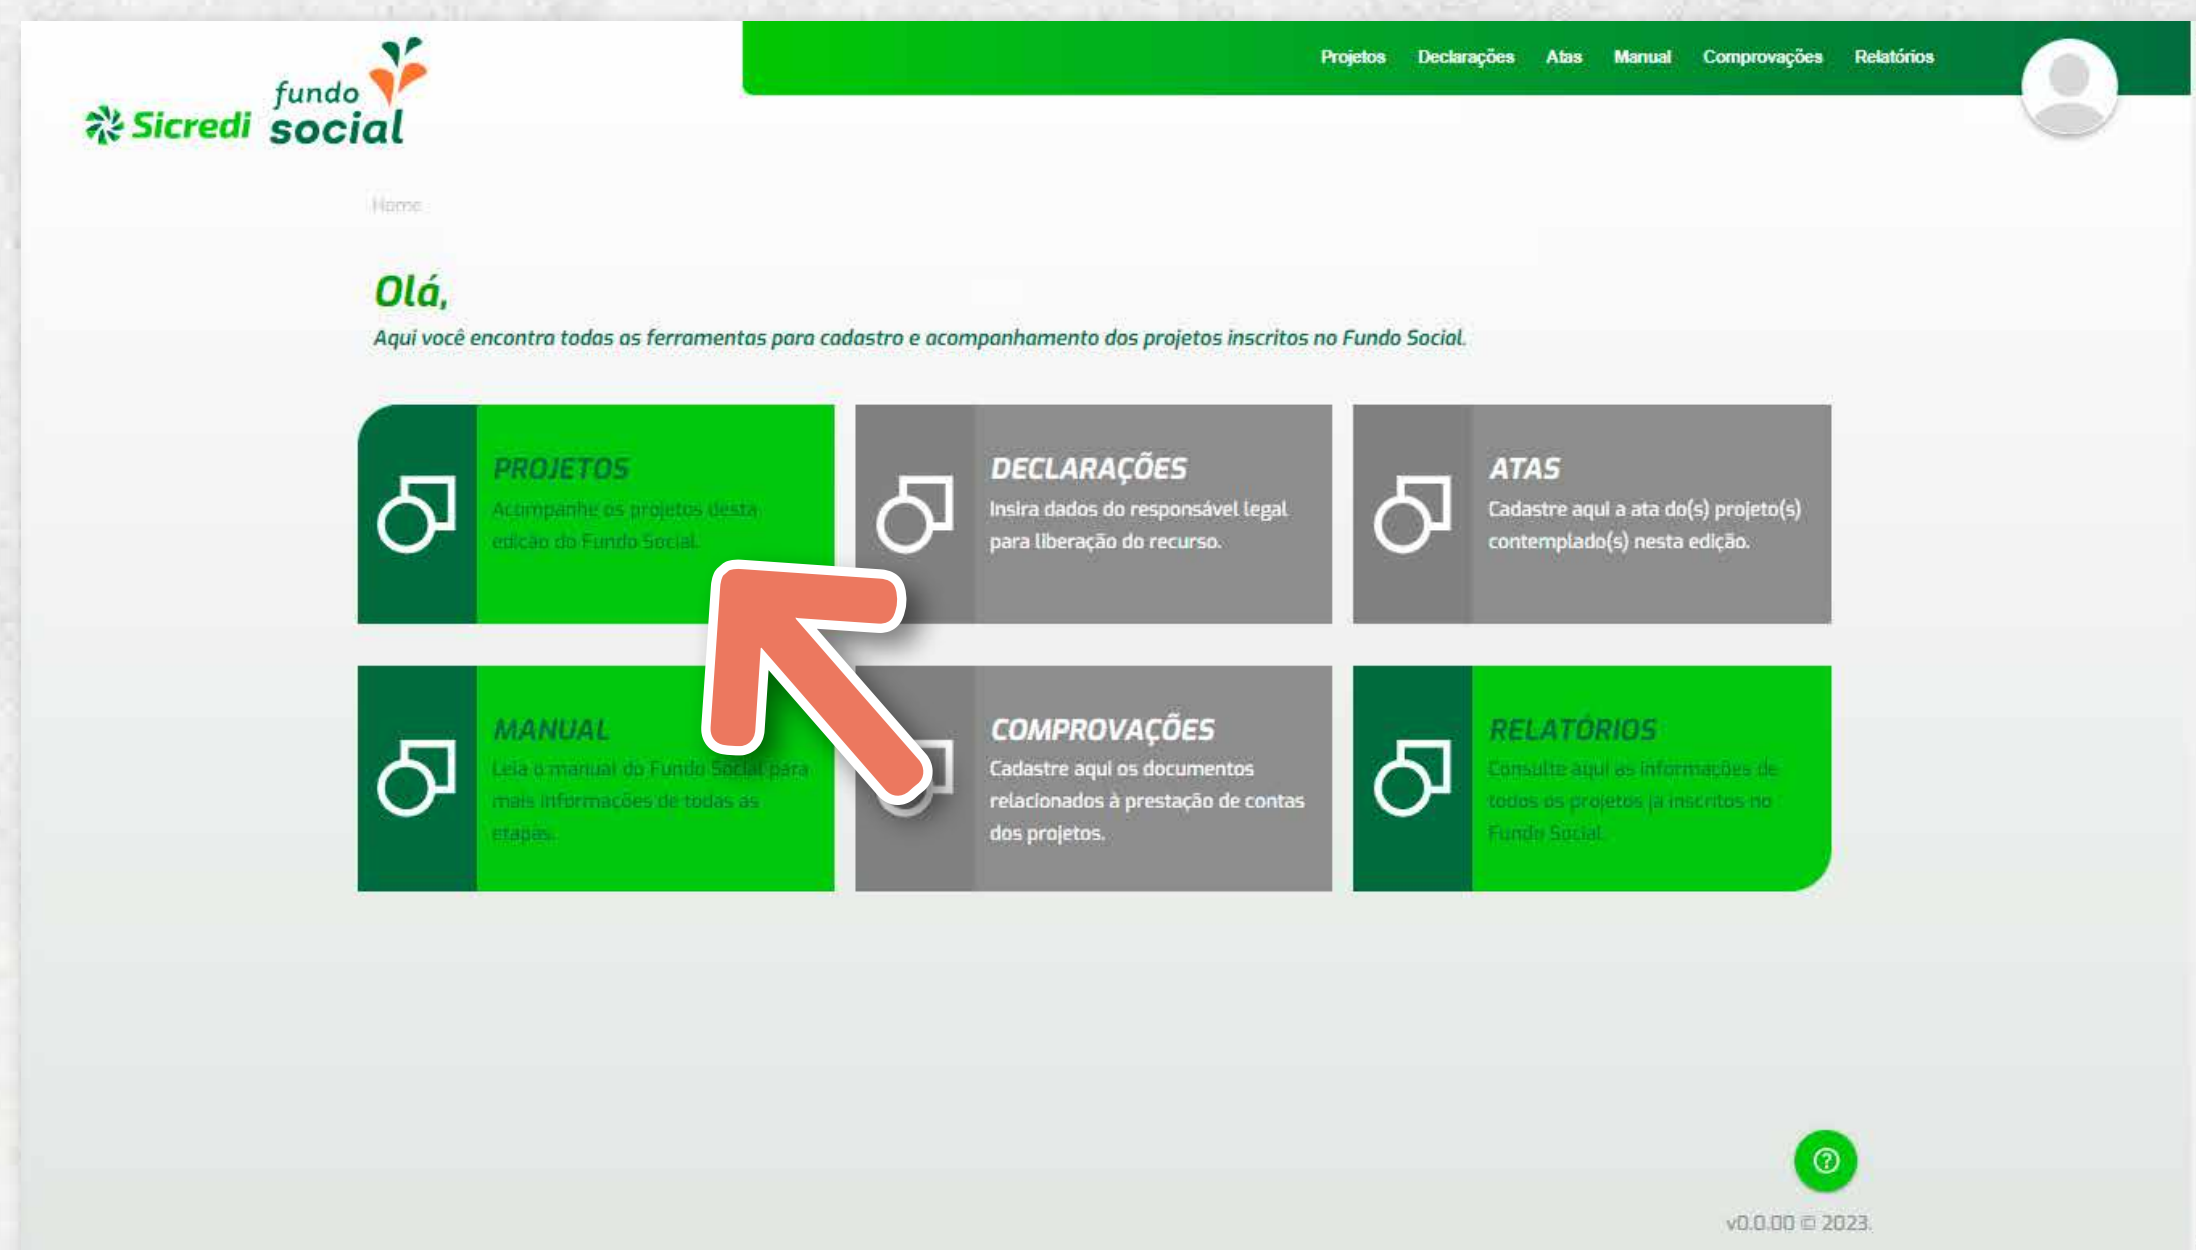 Projetos Declarações Atas Manual Comprovações Relatórios
Sicredi fundo social
Home
Olá,
Aqui você encontra todas as ferramentas para cadastro e acompanhamento dos projetos inscritos no Fundo Social.
PROJETOS
Acompanhe os projetos desta
edição do Fundo Social.
DECLARAÇÕES
Insira dados do responsável legal
para liberação do recurso.
ATAS
Cadastre aqui a ata do(s) projeto(s)
contemplado(s) nesta edição.
MANUAL
Leia o manual do Fundo Social para
mais informações de todas as
etapas.
COMPROVAÇÕES
Cadastre aqui os documentos
relacionados à prestação de contas
dos projetos.
RELATÓRIOS
Consulte aqui as informações de
todos os projetos já inscritos no
Fundo Social.
v0.0.00 © 2023.